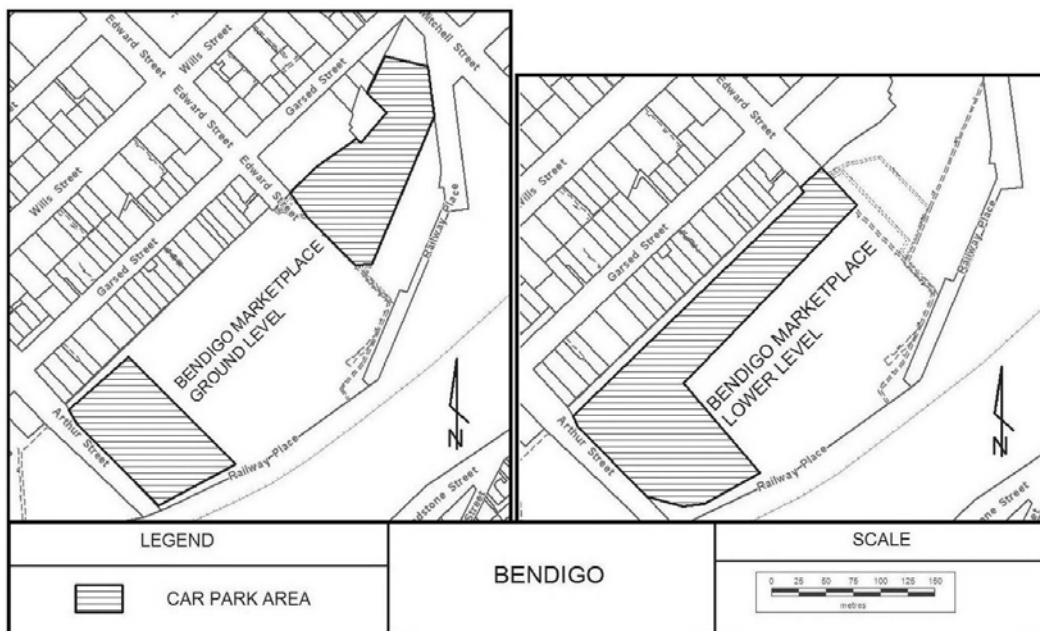 Edward Street
Wills Street
Mitchell Street
Edward Street
Garsed Street
Edward Street
Wills Street
Garsed Street
Railway Place
BENDIGO MARKETPLACE
GROUND LEVEL
Arthur Street
Railway Place
N
Street
Edward Street
Wills Street
Garsed Street
Railway Place
BENDIGO MARKETPLACE
LOWER LEVEL
Arthur Street
Railway Place
N
Street
LEGEND
CAR PARK AREA
BENDIGO
SCALE
0 25 50 75 100 125 150
metres